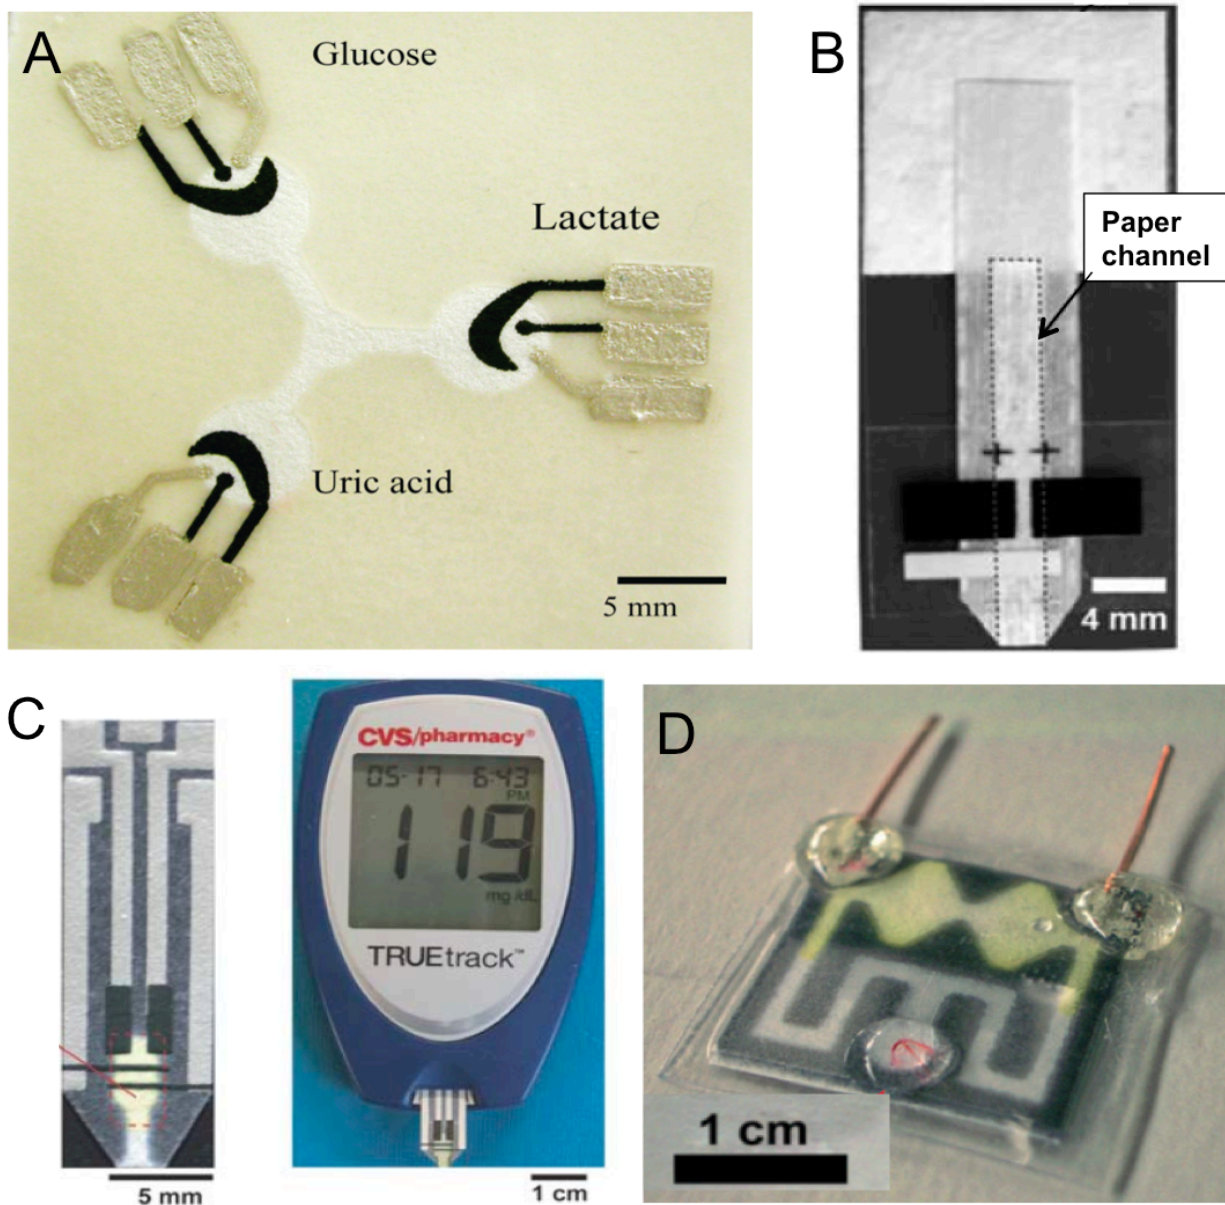 A
Glucose
Lactate
Uric acid
5 mm
B
Paper
channel
4 mm
C
5 mm
CVS/pharmacy®
05-17 6:43
PM
119
mg/dL
TRUEtrack™
1 cm
D
1 cm